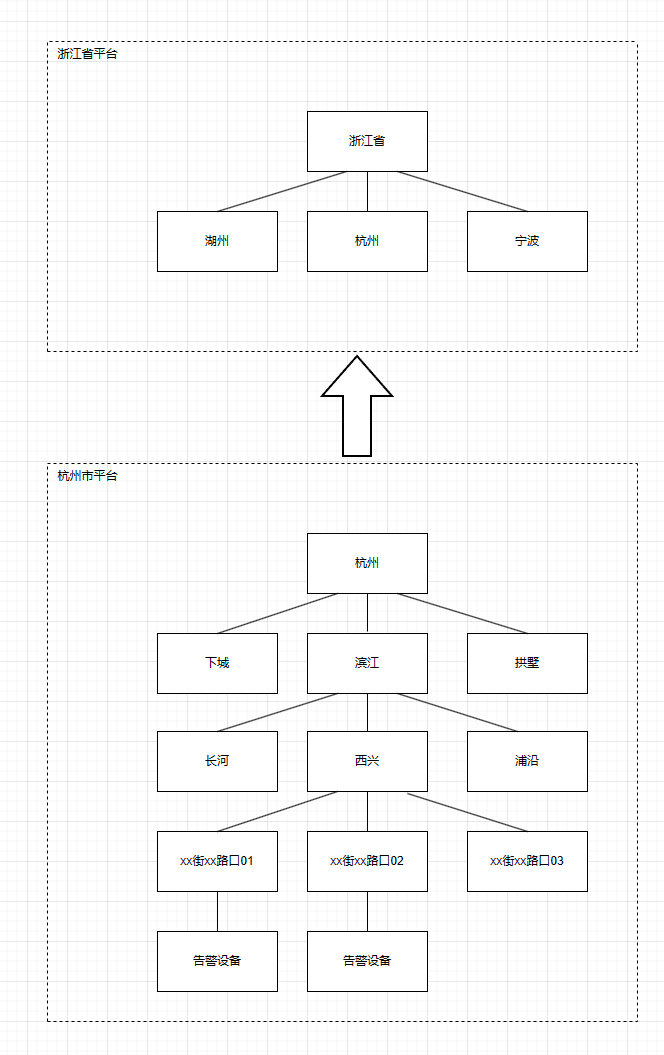 浙江省平台
浙江省
湖州
杭州
宁波
杭州市平台
杭州
下城
滨江
拱墅
长河
西兴
浦沿
xx街xx路口01
xx街xx路口02
xx街xx路口03
告警设备
告警设备